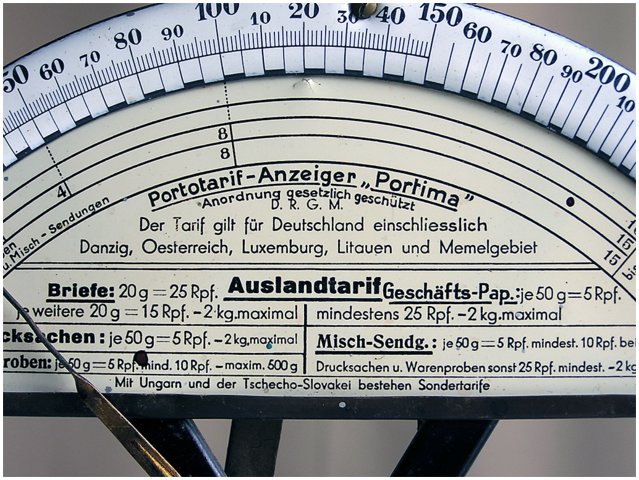 50 60 70 80 90 100 10 20 30 40 150 60 70 80 90 200
8
8
4
15
15
u. Misch-Sendungen
Portotarif-Anzeiger „Portima"
Anordnung gesetzlich geschützt
D. R. G. M.
Der Tarif gilt für Deutschland einschliesslich
Danzig, Oesterreich, Luxemburg, Litauen und Memelgebiet
Auslandtarif
Briefe: 20 g = 25 Rpf.
je weitere 20 g = 15 Rpf. - 2 kg. maximal
cksachen: je 50 g = 5 Rpf. - 2 kg. maximal
roben: je 50 g = 5 Rpf. mind. 10 Rpf. - maxim. 500 g
Geschäfts-Pap.: je 50 g = 5 Rpf.
mindestens 25 Rpf. - 2 kg. maximal
Misch-Sendg.: je 50 g = 5 Rpf. mindest. 10 Rpf. bei
Drucksachen u. Warenproben sonst 25 Rpf. mindest. - 2 kg
Mit Ungarn und der Tschecho-Slovakei bestehen Sondertarife